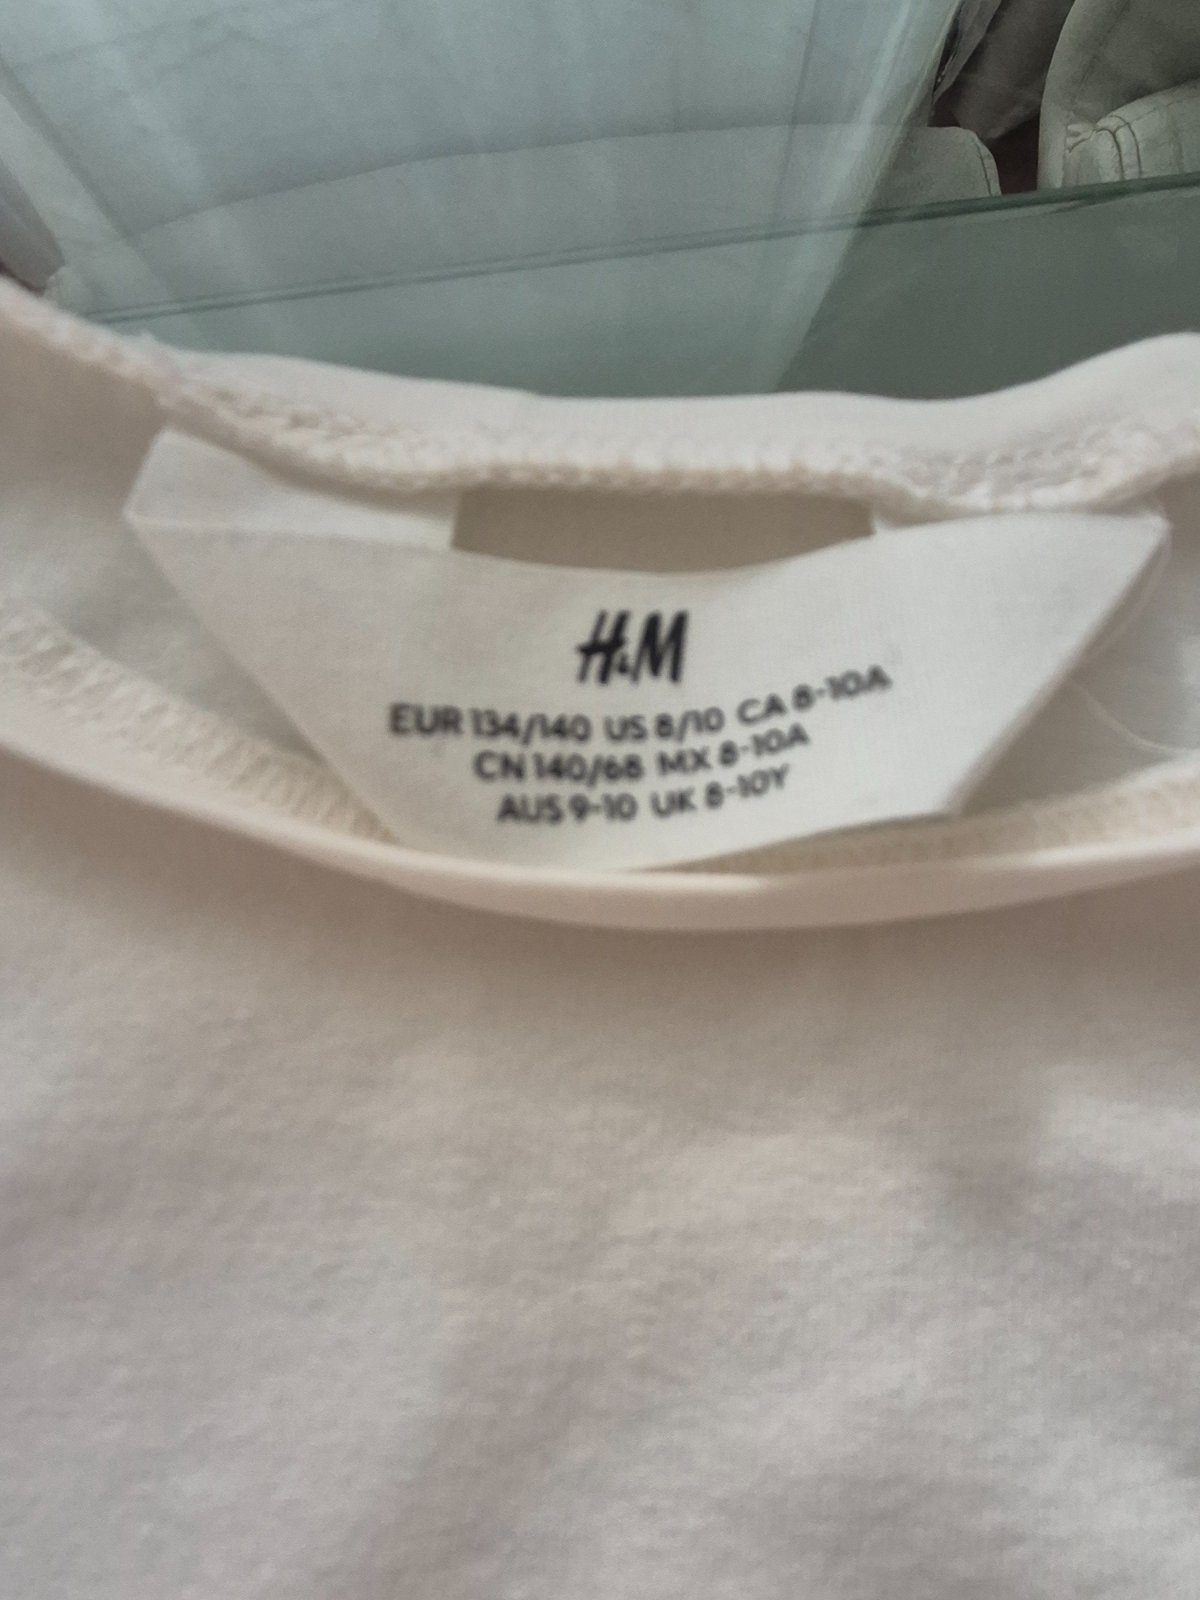 H&M
EUR 134/140 US 8/10 CA 8-10A
CN 140/68 MX 8-10A
AUS 9-10 UK 8-10Y